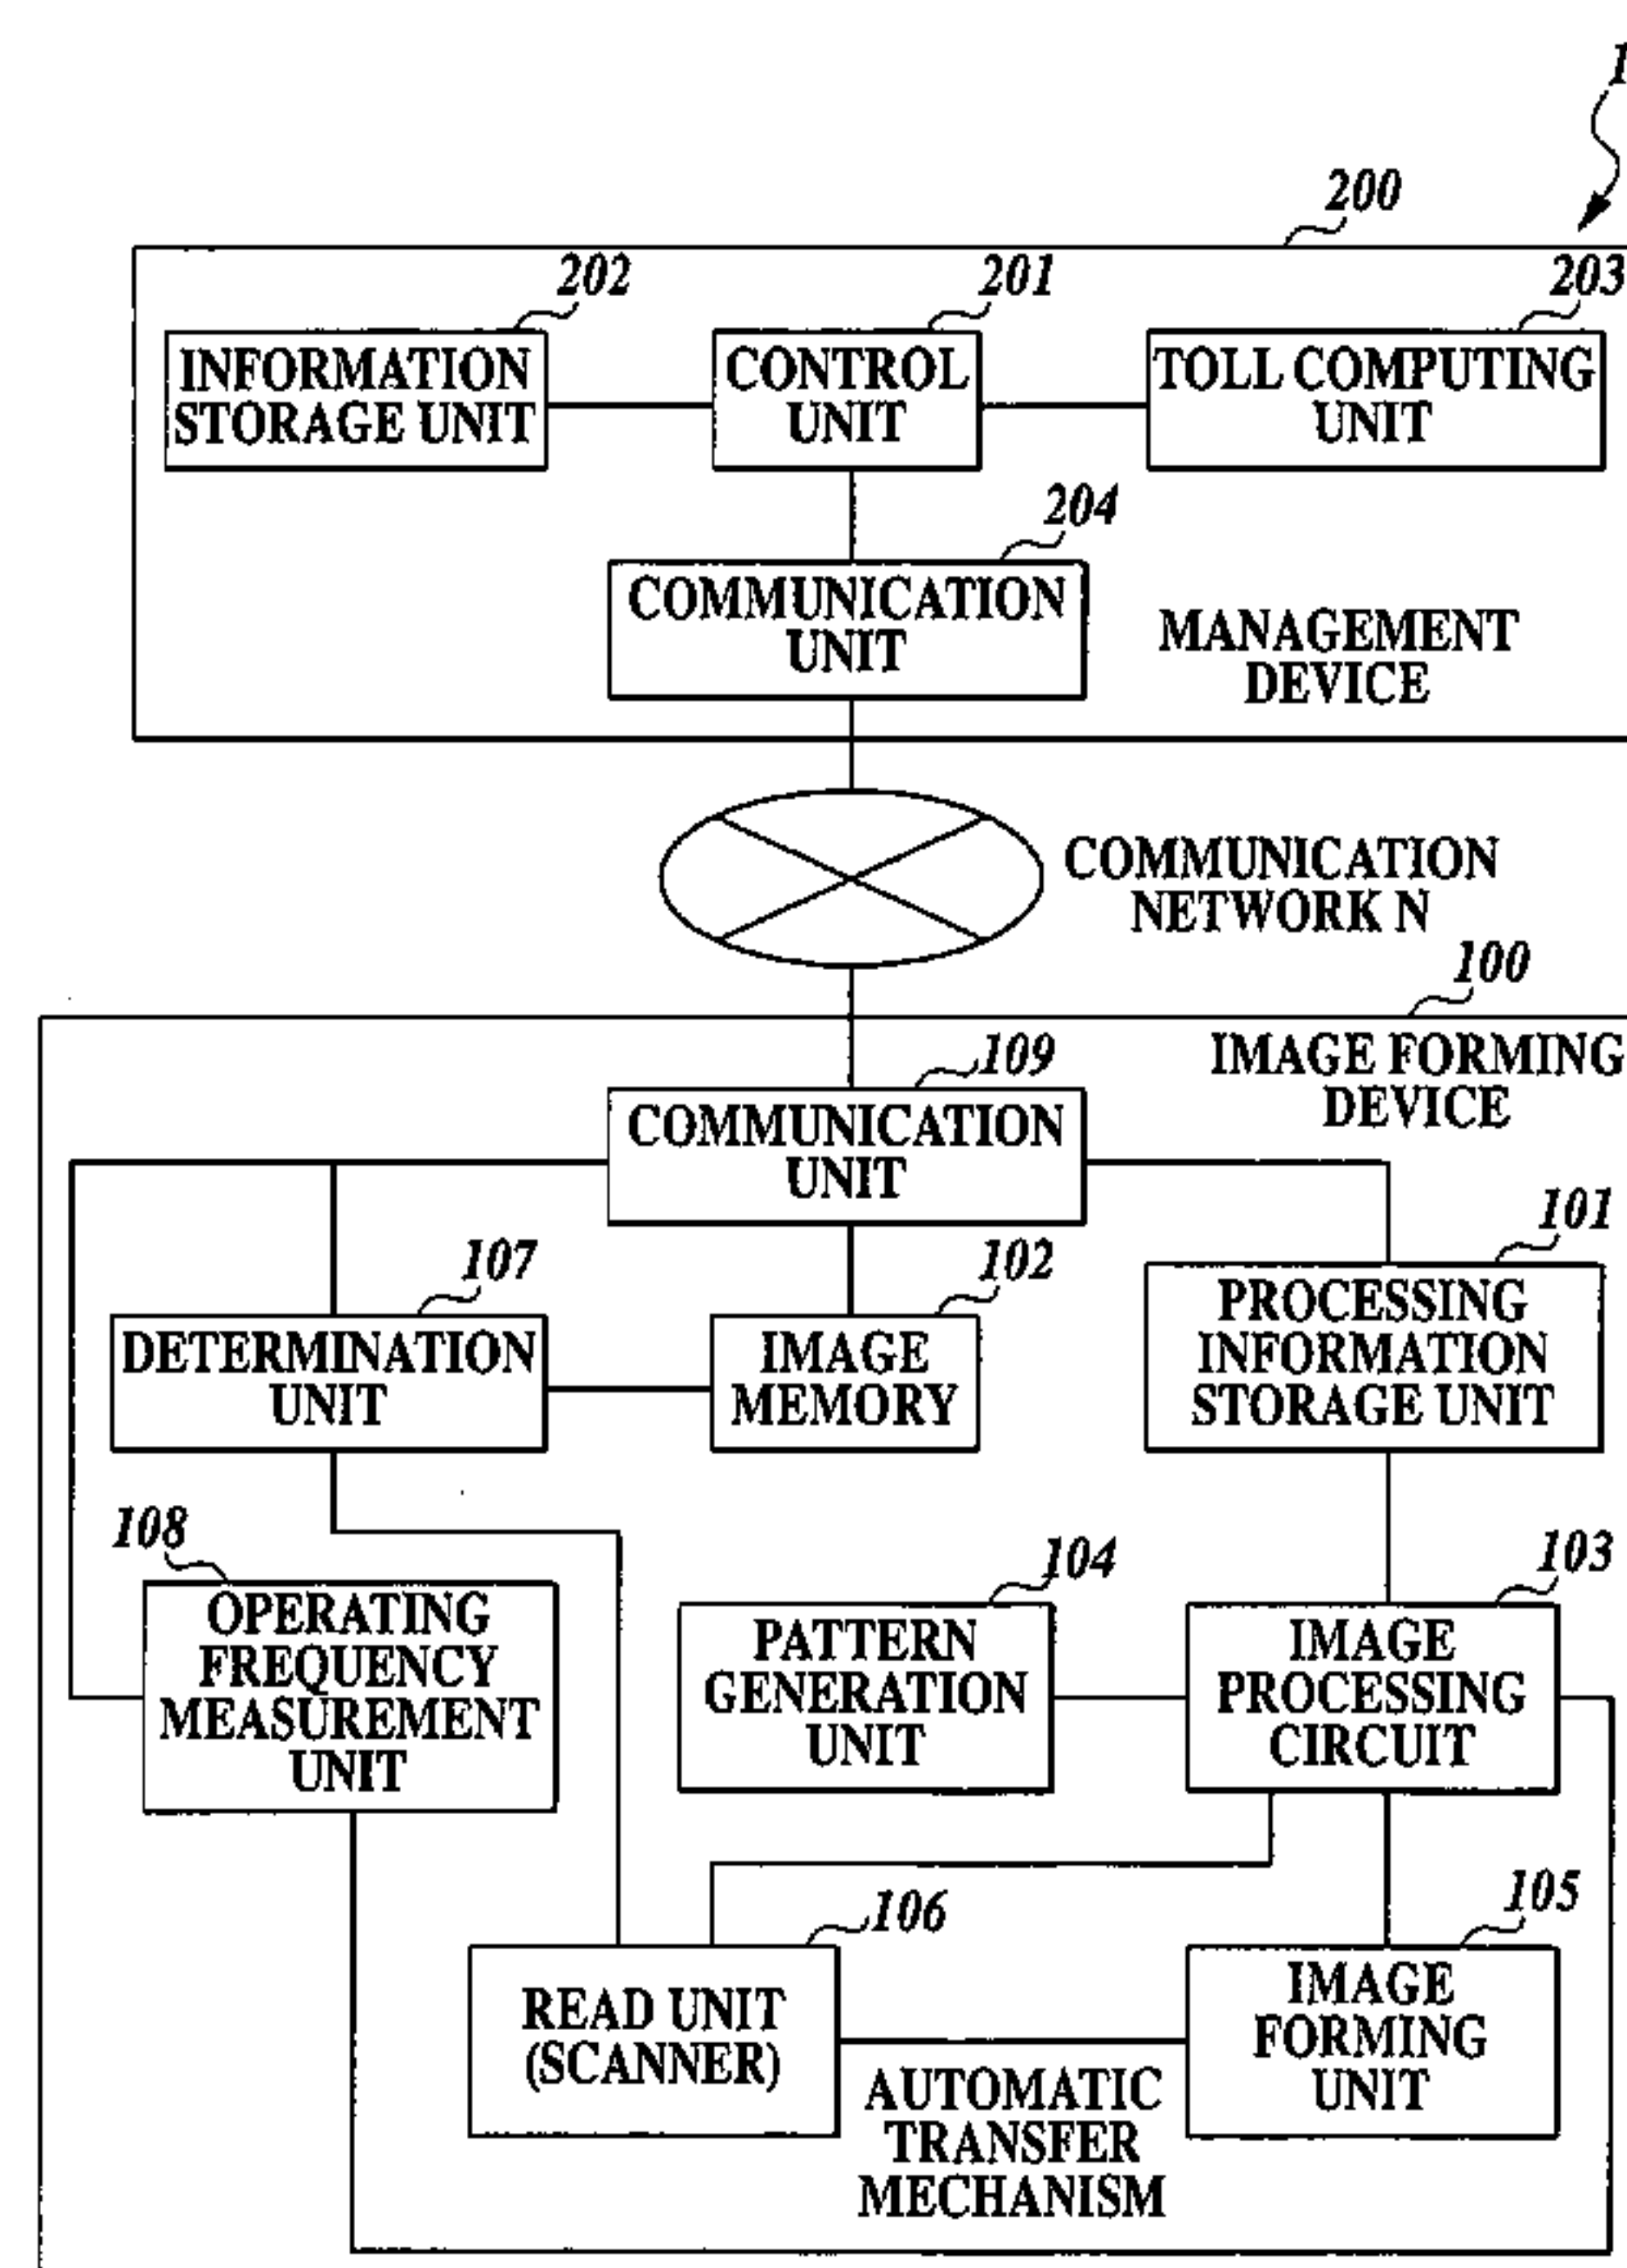 1
200
202
201
203
INFORMATION
STORAGE UNIT
CONTROL
UNIT
TOLL COMPUTING
UNIT
204
COMMUNICATION
UNIT
MANAGEMENT
DEVICE
COMMUNICATION
NETWORK N
100
IMAGE FORMING
DEVICE
109
COMMUNICATION
UNIT
101
107
102
PROCESSING
INFORMATION
STORAGE UNIT
DETERMINATION
UNIT
IMAGE
MEMORY
108
104
103
OPERATING
FREQUENCY
MEASUREMENT
UNIT
PATTERN
GENERATION
UNIT
IMAGE
PROCESSING
CIRCUIT
106
105
READ UNIT
(SCANNER)
IMAGE
FORMING
UNIT
AUTOMATIC
TRANSFER
MECHANISM